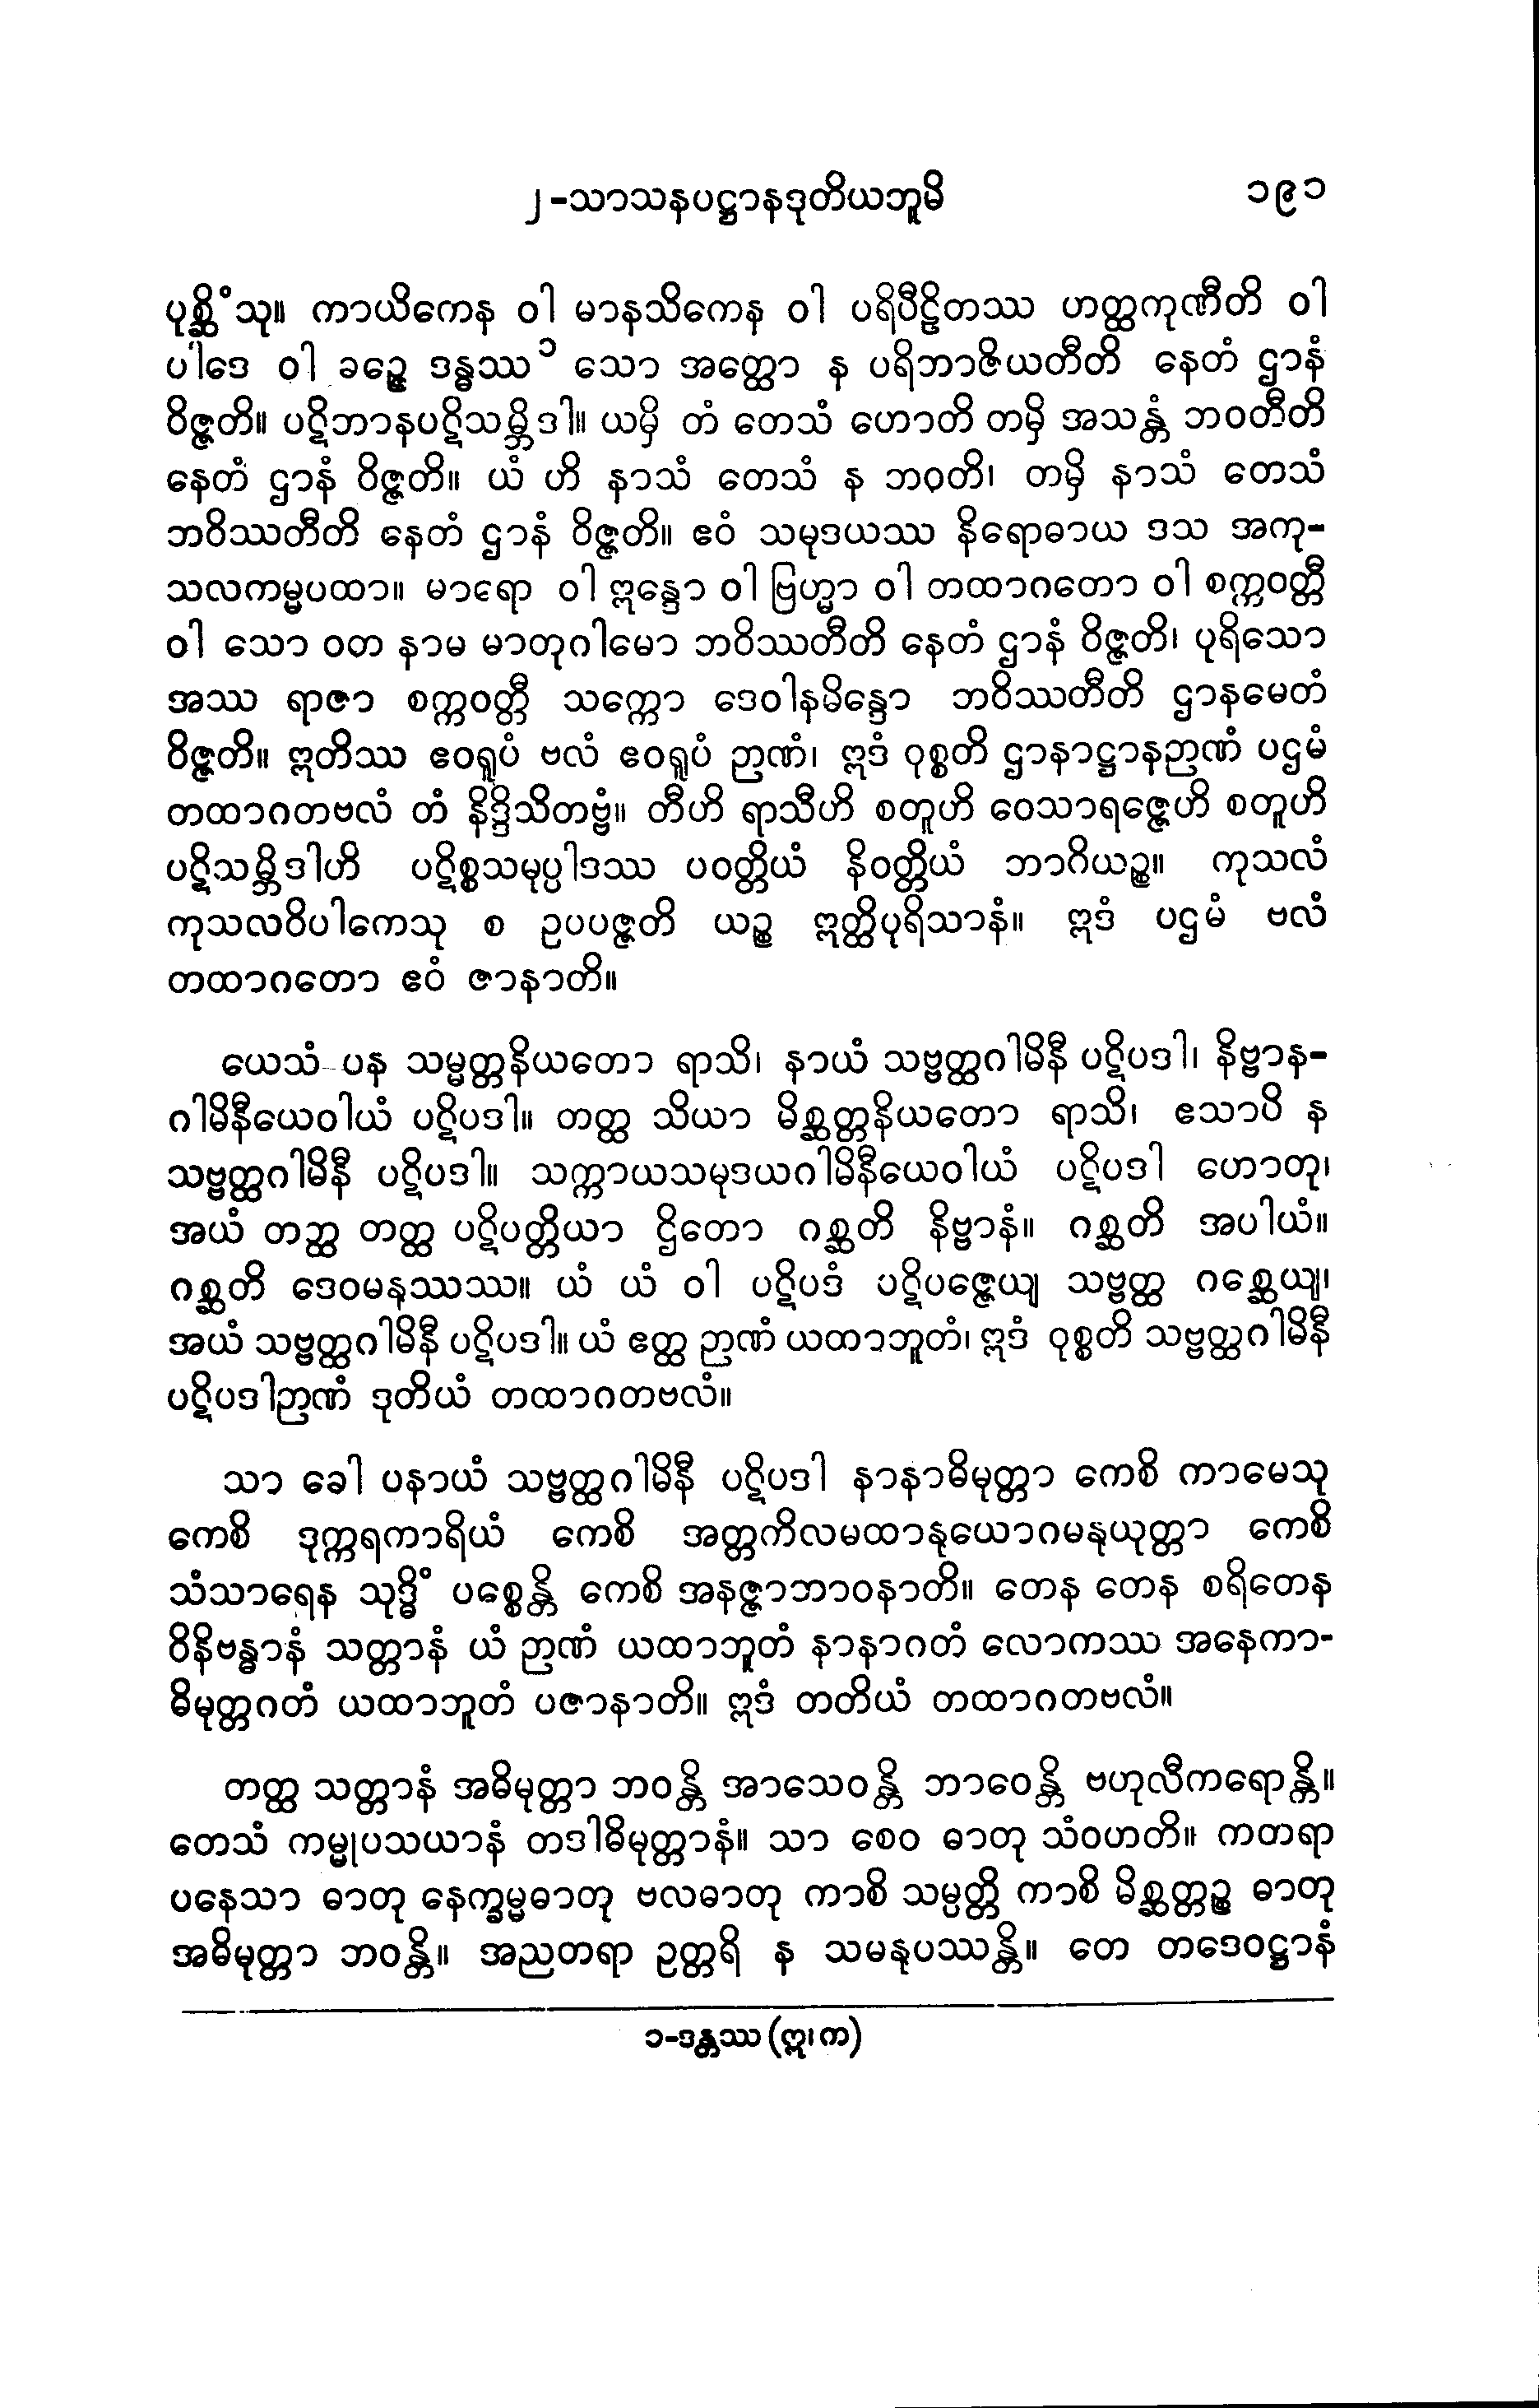 ၂-သာသနပဋ္ဌာနဒုတိယဘူမိ ၁၉၁
ပုစ္ဆိံသု။ ကာယိကေန ဝါ မာနသိကေန ဝါ ပရိပီဠိတဿ ဟတ္ထကုဏီတိ ဝါ
ပါဒေ ဝါ ခဉ္ဇေ ဒန္ဓဿ ၁ သော အတ္ထော န ပရိဘာဇိယတီတိ နေတံ ဌာနံ
ဝိဇ္ဇတိ။ ပဋိဘာနပဋိသမ္ဘိဒါ။ ယမှိ တံ တေသံ ဟောတိ တမှိ အသန္တံ ဘဝတီတိ
နေတံ ဌာနံ ဝိဇ္ဇတိ။ ယံ ဟိ နာသံ တေသံ န ဘဝတိ၊ တမှိ နာသံ တေသံ
ဘဝိဿတီတိ နေတံ ဌာနံ ဝိဇ္ဇတိ။ ဧဝံ သမုဒယဿ နိရောဓာယ ဒသ အကု-
သလကမ္မပထာ။ မာရော ဝါ ဣန္ဒော ဝါ ဗြဟ္မာ ဝါ တထာဂတော ဝါ စက္ကဝတ္တီ
ဝါ သော ဝတ နာမ မာတုဂါမော ဘဝိဿတီတိ နေတံ ဌာနံ ဝိဇ္ဇတိ၊ ပုရိသော
အဿ ရာဇာ စက္ကဝတ္တီ သက္ကော ဒေဝါနမိန္ဒော ဘဝိဿတီတိ ဌာနမေတံ
ဝိဇ္ဇတိ။ ဣတိဿ ဧဝရူပံ ဗလံ ဧဝရူပံ ဉာဏံ၊ ဣဒံ ဝုစ္စတိ ဌာနာဋ္ဌာနဉာဏံ ပဌမံ
တထာဂတဗလံ တံ နိဒ္ဒိသိတဗ္ဗံ။ တီဟိ ရာသီဟိ စတူဟိ ဝေသာရဇ္ဇေဟိ စတူဟိ
ပဋိသမ္ဘိဒါဟိ ပဋိစ္စသမုပ္ပါဒဿ ပဝတ္တိယံ နိဝတ္တိယံ ဘာဂိယဉ္စ။ ကုသလံ
ကုသလဝိပါကေသု စ ဥပပဇ္ဇတိ ယဉ္စ ဣတ္ထိပုရိသာနံ။ ဣဒံ ပဌမံ ဗလံ
တထာဂတော ဧဝံ ဇာနာတိ။
ယေသံ ပန သမ္မတ္တနိယတော ရာသိ၊ နာယံ သဗ္ဗတ္ထဂါမိနီ ပဋိပဒါ၊ နိဗ္ဗာန-
ဂါမိနီယေဝါယံ ပဋိပဒါ။ တတ္ထ သိယာ မိစ္ဆတ္တနိယတော ရာသိ၊ ဧသာပိ န
သဗ္ဗတ္ထဂါမိနီ ပဋိပဒါ။ သက္ကာယသမုဒယဂါမိနီယေဝါယံ ပဋိပဒါ ဟောတု၊
အယံ တတ္ထ တတ္ထ ပဋိပတ္တိယာ ဌိတော ဂစ္ဆတိ နိဗ္ဗာနံ။ ဂစ္ဆတိ အပါယံ။
ဂစ္ဆတိ ဒေဝမနုဿဿ။ ယံ ယံ ဝါ ပဋိပဒံ ပဋိပဇ္ဇေယျ သဗ္ဗတ္ထ ဂစ္ဆေယျ၊
အယံ သဗ္ဗတ္ထဂါမိနီ ပဋိပဒါ။ ယံ ဧတ္ထ ဉာဏံ ယထာဘူတံ၊ ဣဒံ ဝုစ္စတိ သဗ္ဗတ္ထဂါမိနီ
ပဋိပဒါဉာဏံ ဒုတိယံ တထာဂတဗလံ။
သာ ခေါ ပနာယံ သဗ္ဗတ္ထဂါမိနီ ပဋိပဒါ နာနာဓိမုတ္တာ ကေစိ ကာမေသု
ကေစိ ဒုက္ကရကာရိယံ ကေစိ အတ္တကိလမထာနုယောဂမနုယုတ္တာ ကေစိ
သံသာရေန သုဒ္ဓိံ ပစ္စေန္တိ ကေစိ အနဇ္ဇာဘာဝနာတိ။ တေန တေန စရိတေန
ဝိနိဗန္ဓာနံ သတ္တာနံ ယံ ဉာဏံ ယထာဘူတံ နာနာဂတံ လောကဿ အနေကာ-
ဓိမုတ္တဂတံ ယထာဘူတံ ပဇာနာတိ။ ဣဒံ တတိယံ တထာဂတဗလံ။
တတ္ထ သတ္တာနံ အဓိမုတ္တာ ဘဝန္တိ အာသေဝန္တိ ဘာဝေန္တိ ဗဟုလီကရောန္တိ။
တေသံ ကမ္မုပသယာနံ တဒါဓိမုတ္တာနံ။ သာ စေဝ ဓာတု သံဝဟတိ။ ကတရာ
ပနေသာ ဓာတု နေက္ခမ္မဓာတု ဗလဓာတု ကာစိ သမ္ပတ္တိ ကာစိ မိစ္ဆတ္တဉ္စ ဓာတု
အဓိမုတ္တာ ဘဝန္တိ။ အညတရာ ဥတ္တရိ န သမနုပဿန္တိ။ တေ တဒေဝဋ္ဌာနံ
၁-ဒန္တဿ (ဣ၊က)